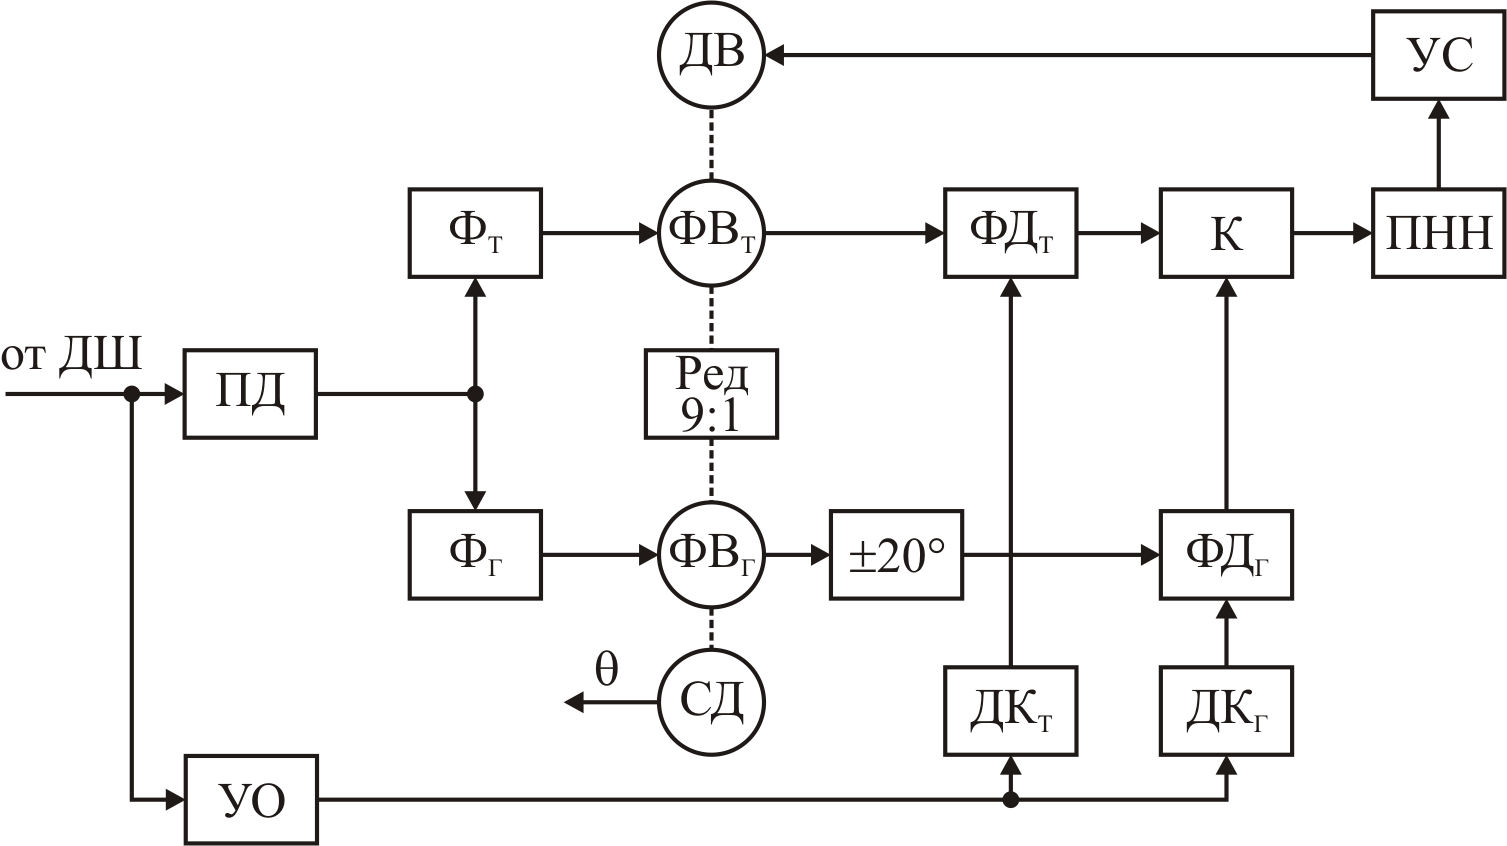 ДВ
УС
Фт
ФВт
ФДт
К
ПНН
от ДШ
ПД
Ред
9:1
Фг
ФВг
±20°
ФДг
θ
СД
ДКт
ДКг
УО